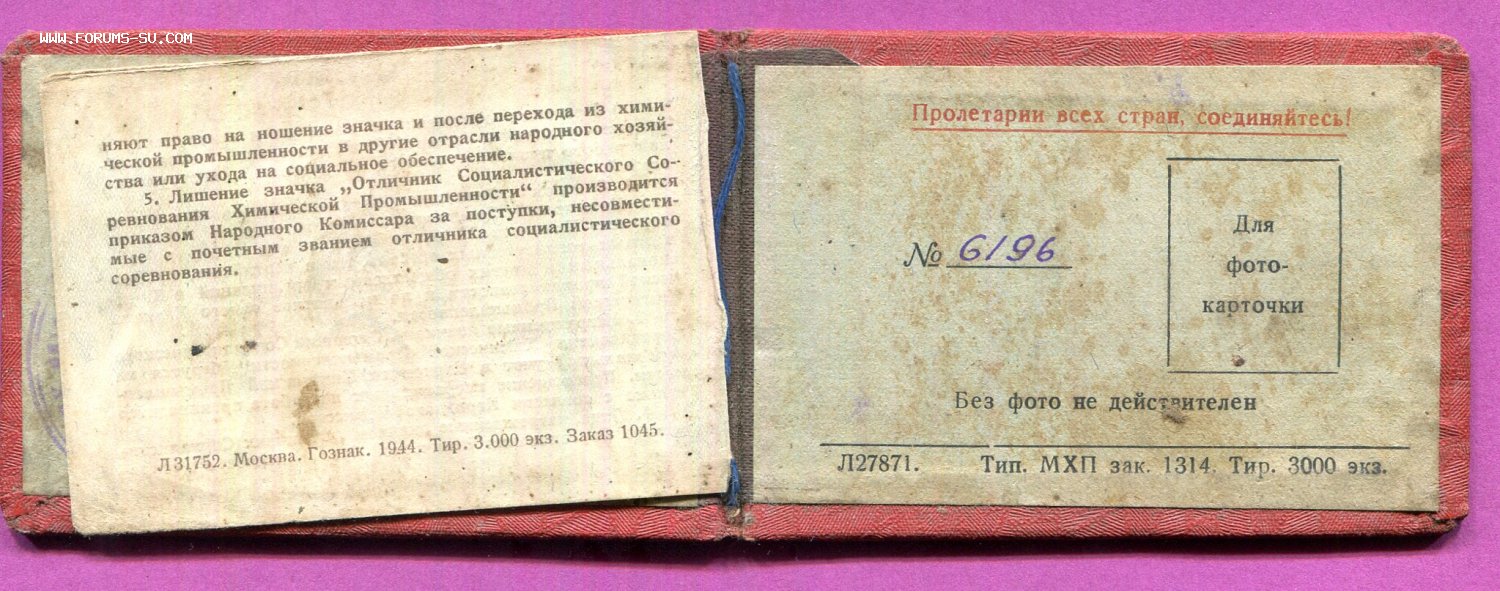 WWW.FORUMS-SU.COM
няют право на ношение значка и после перехода из хими-
ческой промышленности в другие отрасли народного хозяй-
ства или ухода на социальное обеспечение.
5. Лишение значка „Отличник Социалистического Со-
ревнования Химической Промышленности“ производится
приказом Народного Комиссара за поступки, несовмести-
мые с почетным званием отличника социалистического
соревнования.
Л31752. Москва. Гознак. 1944. Тир. 3.000 экз. Заказ 1045.
Пролетарии всех стран, соединяйтесь!
№ 6196
Для
фото-
карточки
Без фото не действителен
Л27871. Тип. МХП зак. 1314. Тир. 3000 экз.